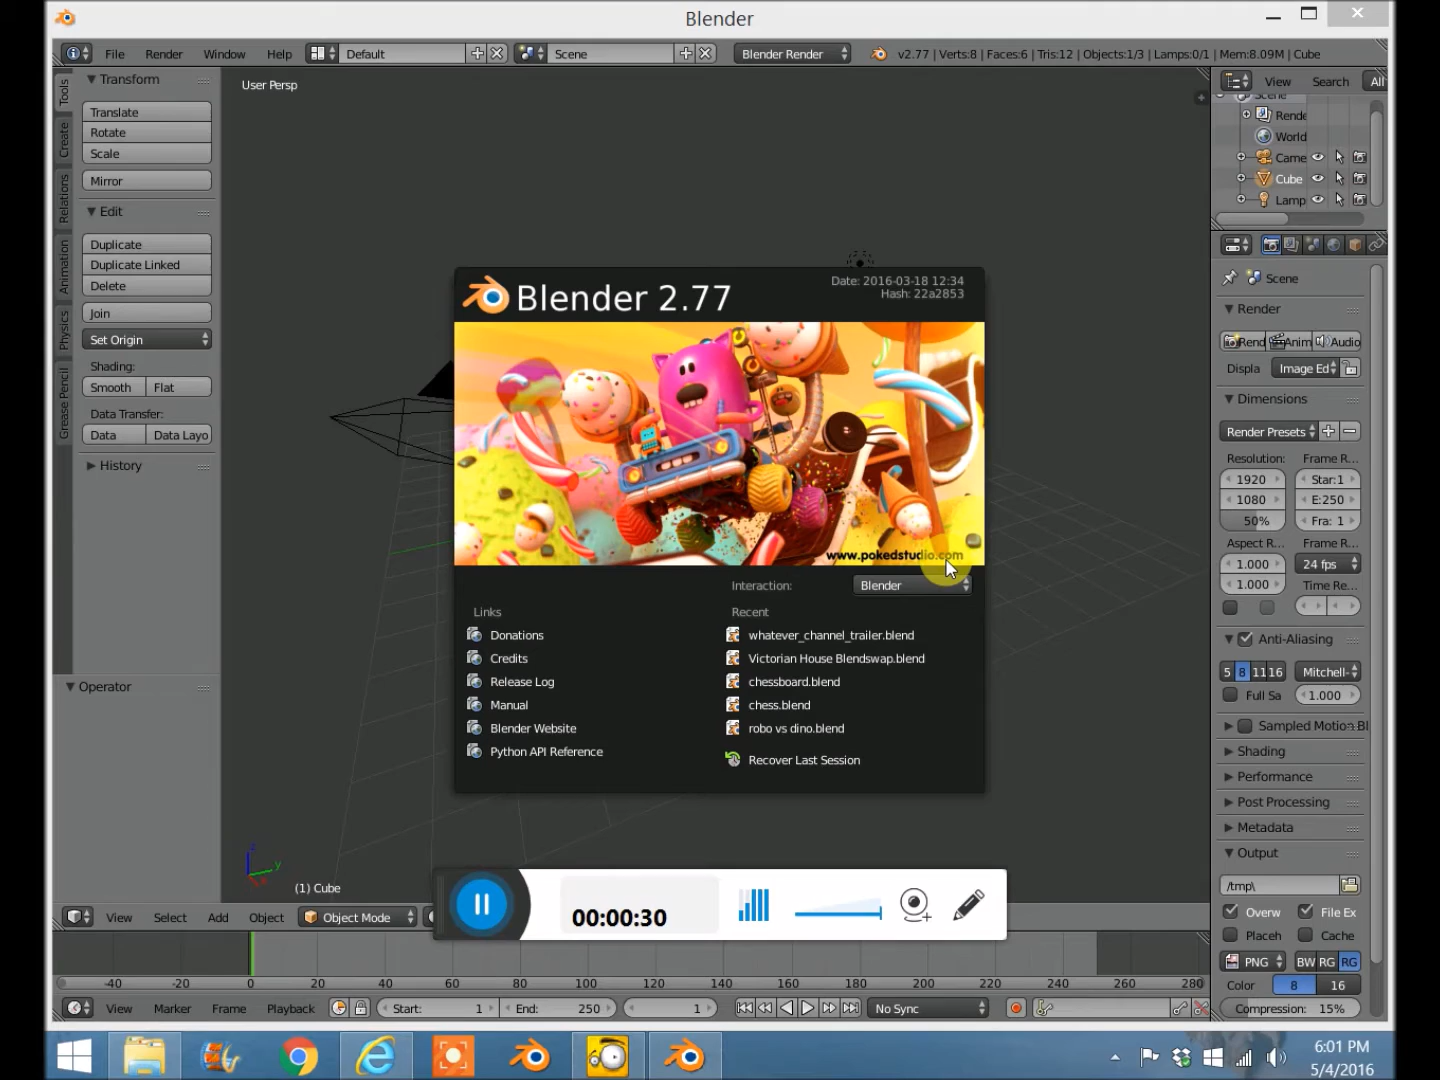 Blender
File Render Window Help Default Scene Blender Render v2.77 | Verts:8 | Faces:6 | Tris:12 | Objects:1/3 | Lamps:0/1 | Mem:8.09M | Cube
Tools
Create
Relations
Animation
Physics
Grease Pencil
Transform
Translate
Rotate
Scale
Mirror
Edit
Duplicate
Duplicate Linked
Delete
Join
Set Origin
Shading:
Smooth Flat
Data Transfer:
Data Data Layo
History
Operator
User Persp
Blender 2.77
Date: 2016-03-18 12:34
Hash: 22a2853
www.pokedstudio.com
Interaction: Blender
Links
Donations
Credits
Release Log
Manual
Blender Website
Python API Reference
Recent
whatever_channel_trailer.blend
Victorian House Blendswap.blend
chessboard.blend
chess.blend
robo vs dino.blend
Recover Last Session
z
y
(1) Cube
View Search All
Scene
Rende
World
Came
Cube
Lamp
Scene
Render
Rend Anim Audio
Displa Image Ed
Dimensions
Render Presets
Resolution: Frame R...
1920 Star:1
1080 E:250
50% Fra: 1
Aspect R... Frame R...
1.000 24 fps
1.000 Time Re...
Anti-Aliasing
5 8 11 16 Mitchell-
Full Sa 1.000
Sampled Motion Bl
Shading
Performance
Post Processing
Metadata
Output
/tmp\
Overw File Ex
Placeh Cache
PNG BW RG RG
Color 8 16
Compression: 15%
View Select Add Object Object Mode
00:00:30
-40 -20 0 20 40 60 80 100 120 140 160 180 200 220 240 260 280
View Marker Frame Playback Start: 1 End: 250 1 No Sync
6:01 PM
5/4/2016